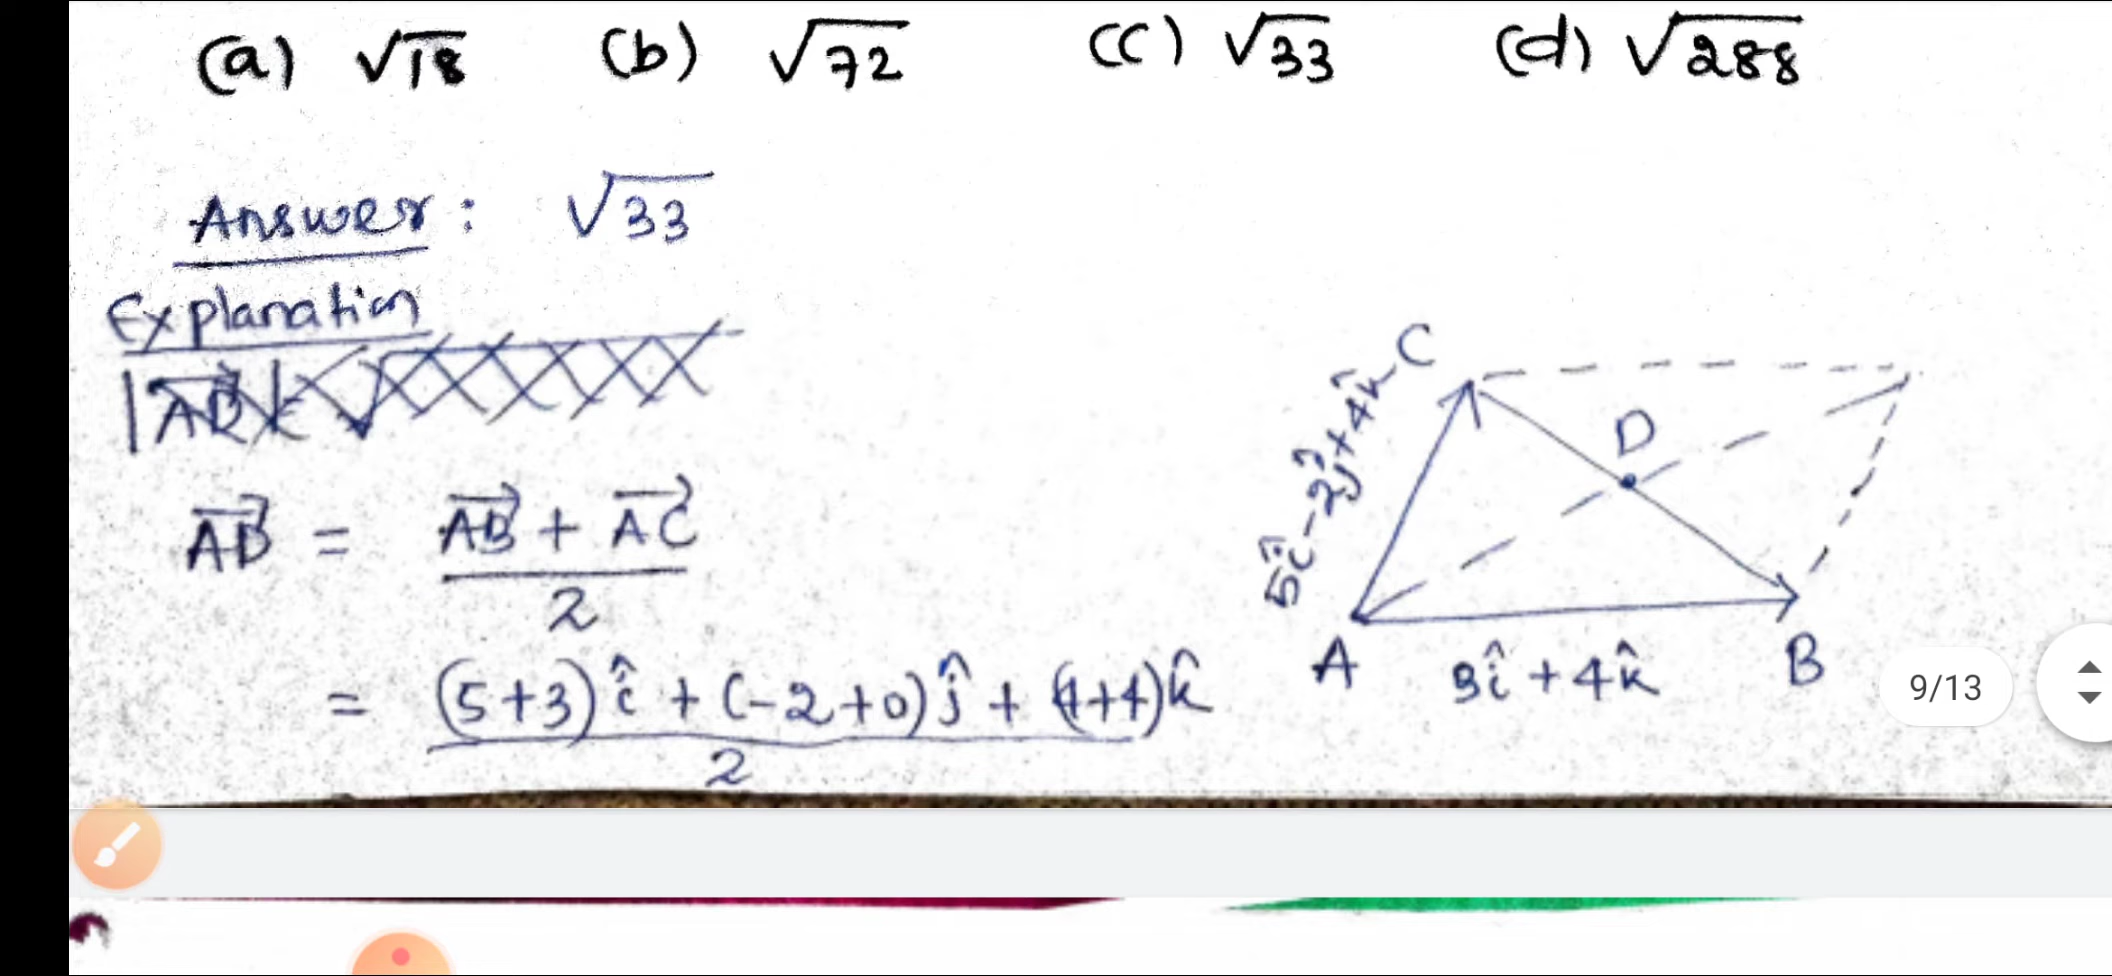 (a) √18 (b) √72 (c) √33 (d) √288
Answer: √33
Explanation
|AD| = √
AD⃗ = AB⃗ + AC⃗
2
= (5+3)î + (-2+0)ĵ + (4+4)k̂
2
C
5î-2ĵ+4k̂
D
A
3î + 4k̂
B
9/13